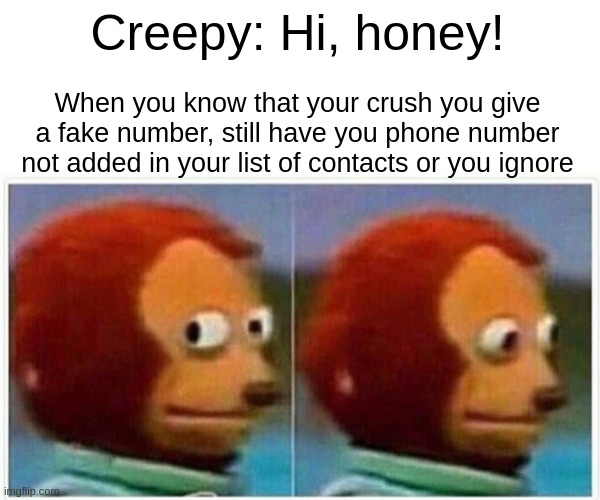 Creepy: Hi, honey!
When you know that your crush you give
a fake number, still have you phone number
not added in your list of contacts or you ignore
imgflip.com